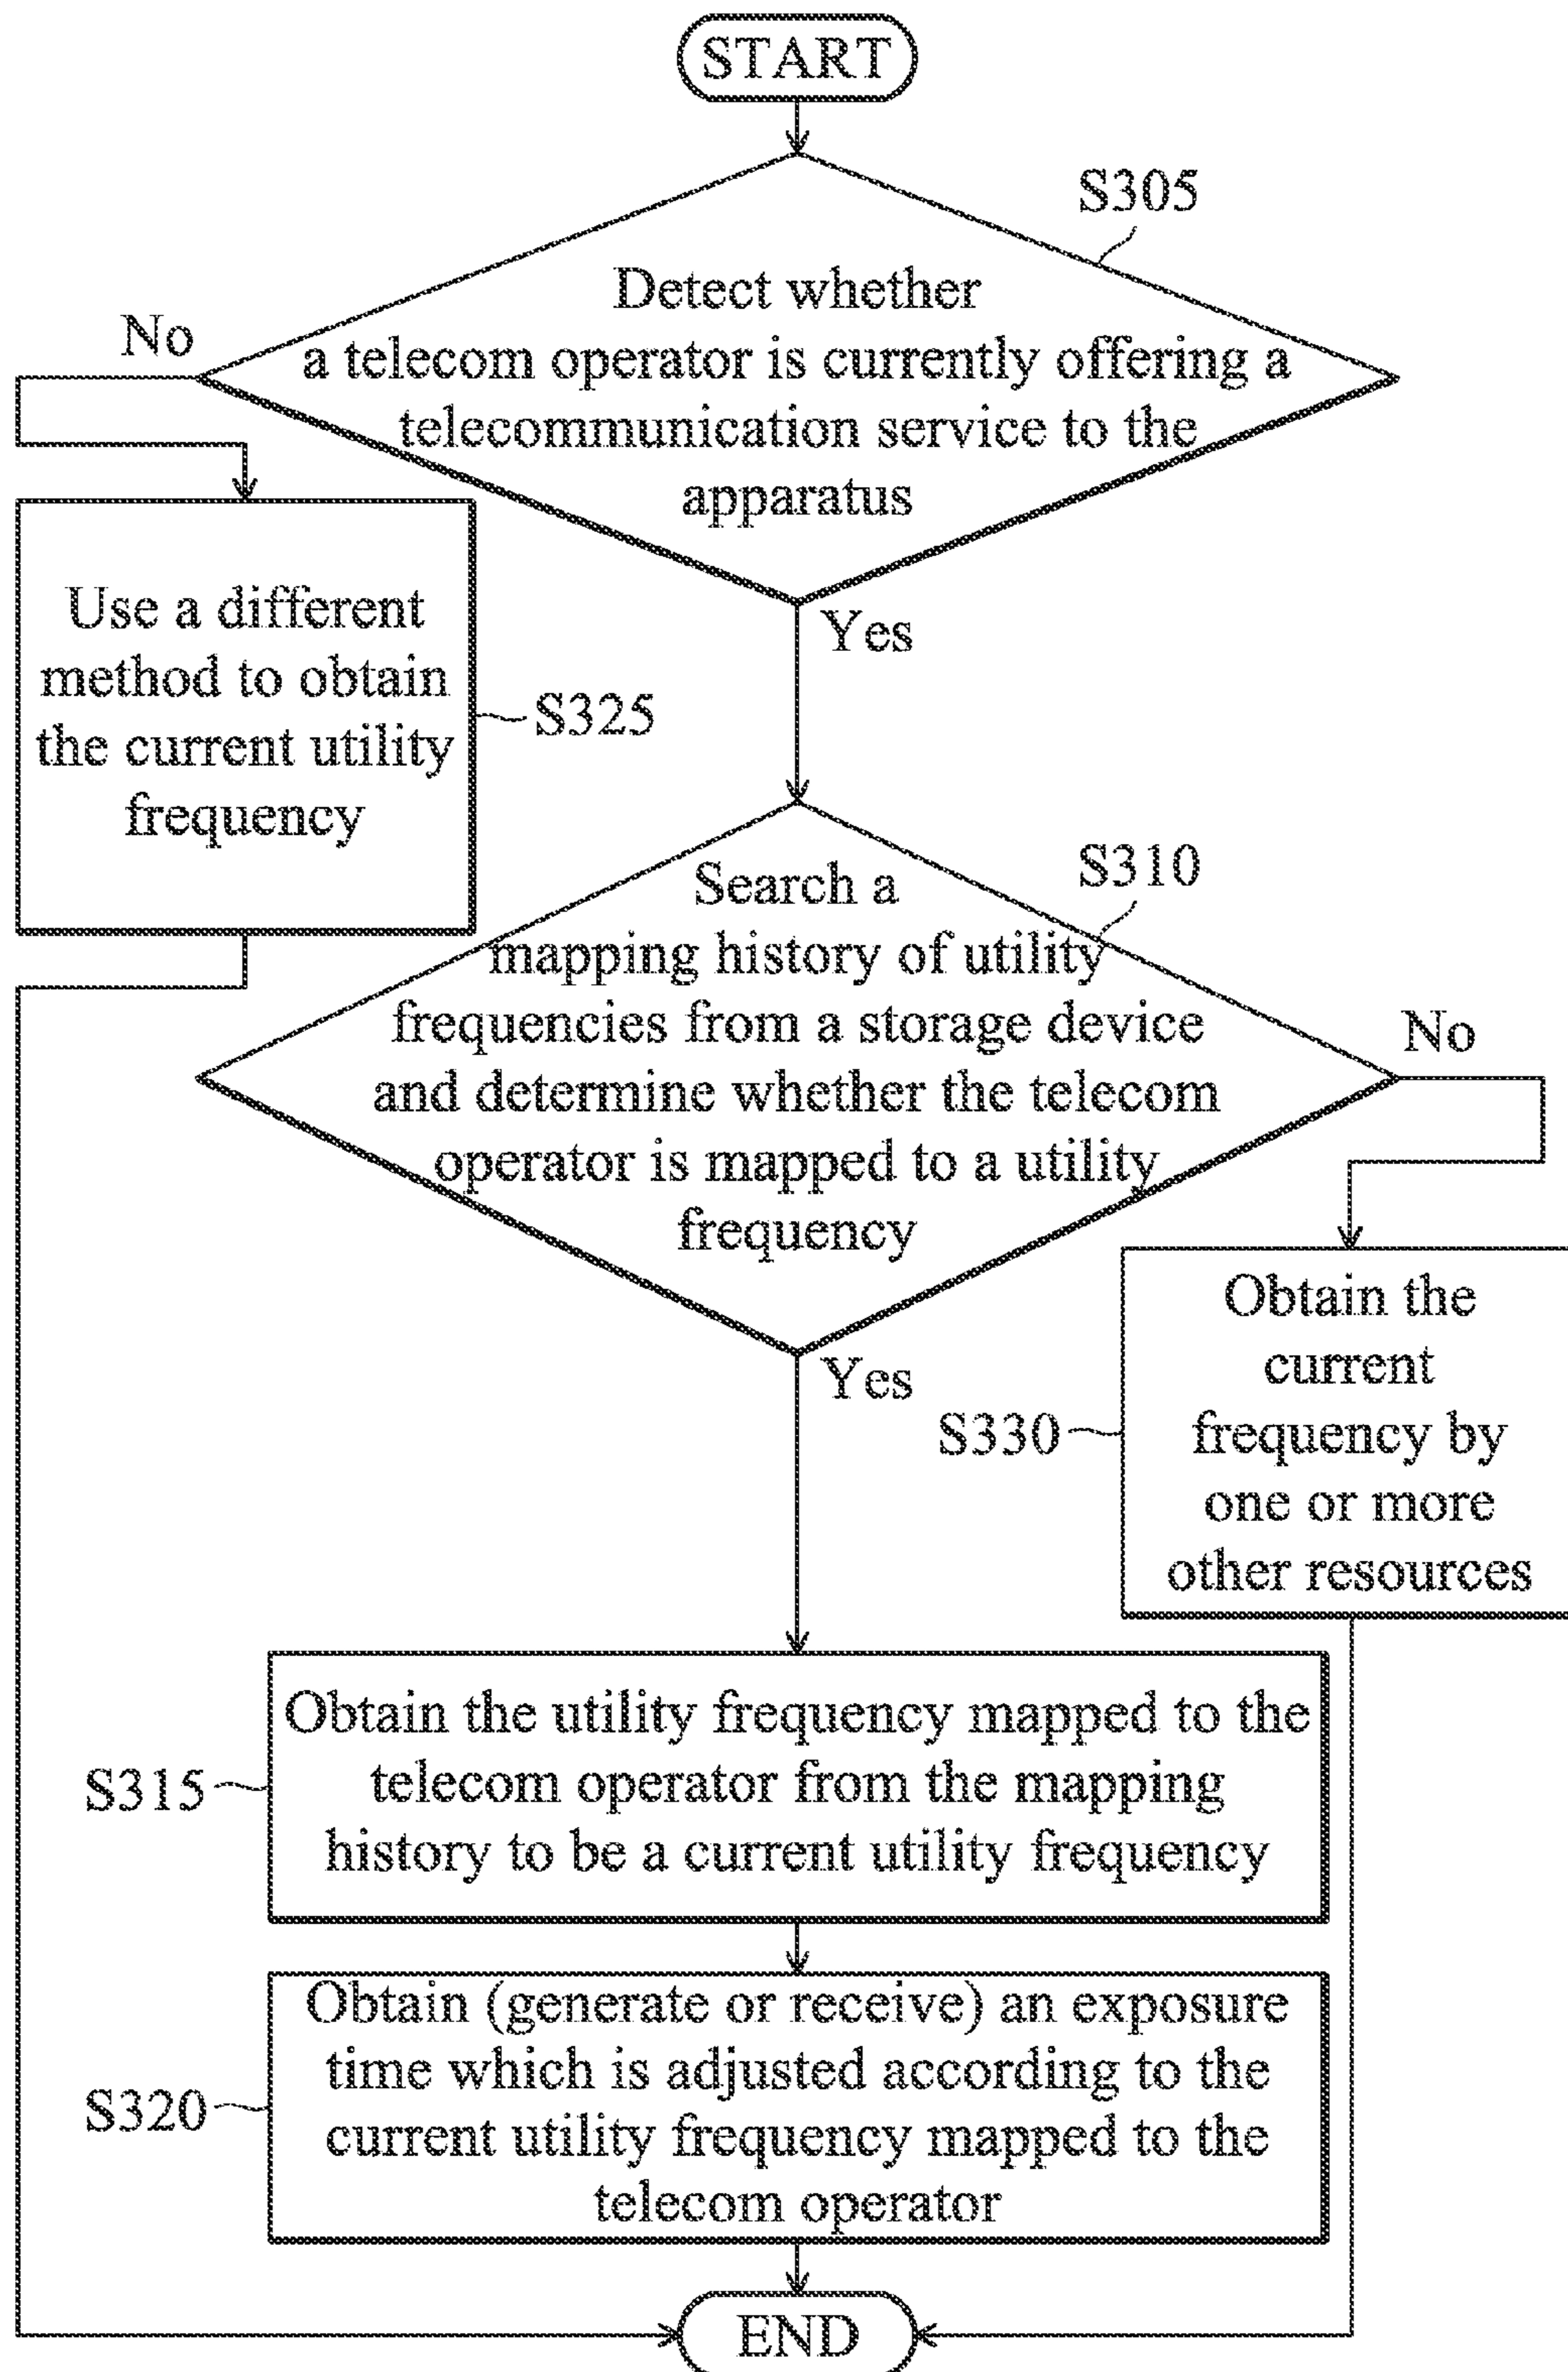 START
S305
Detect whether
a telecom operator is currently offering a
telecommunication service to the
apparatus
No
Yes
Use a different
method to obtain
the current utility
frequency
S325
Search a
mapping history of utility
frequencies from a storage device
and determine whether the telecom
operator is mapped to a utility
frequency
S310
No
Yes
Obtain the
current
frequency by
one or more
other resources
S330
Obtain the utility frequency mapped to the
telecom operator from the mapping
history to be a current utility frequency
S315
Obtain (generate or receive) an exposure
time which is adjusted according to the
current utility frequency mapped to the
telecom operator
S320
END